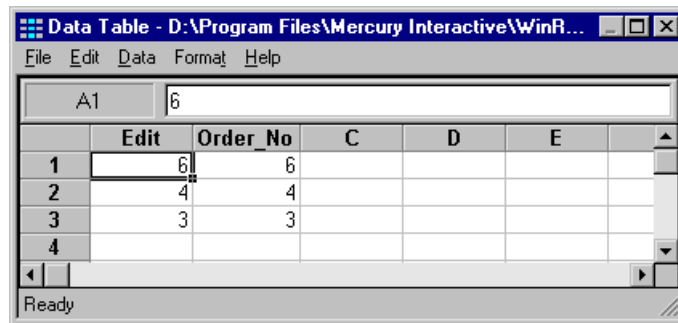 Data Table - D:\Program Files\Mercury Interactive\WinR...
File Edit Data Format Help
A1 6
Edit Order_No C D E
1 6 6
2 4 4
3 3 3
4
Ready